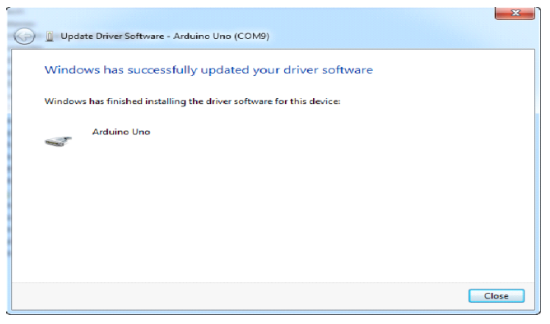 Update Driver Software - Arduino Uno (COM9)
Windows has successfully updated your driver software
Windows has finished installing the driver software for this device:
Arduino Uno
Close